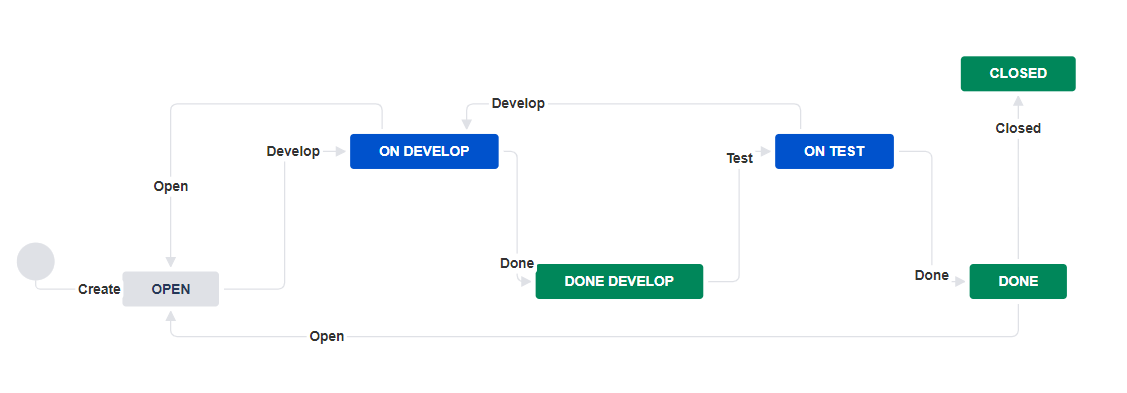 CLOSED
Develop
Closed
Develop
ON DEVELOP
Test
ON TEST
Open
Done
DONE DEVELOP
Done
DONE
Create
OPEN
Open